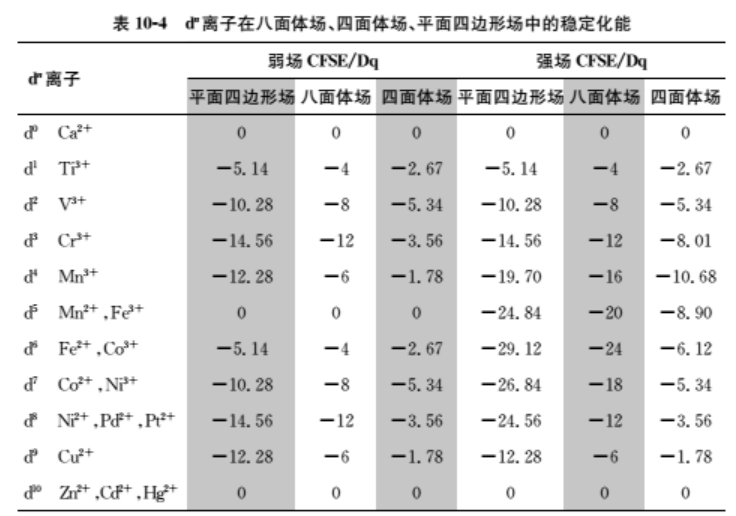 表 10-4 dⁿ离子在八面体场、四面体场、平面四边形场中的稳定化能
dⁿ离子 弱场 CFSE/Dq 强场 CFSE/Dq
平面四边形场 八面体场 四面体场 平面四边形场 八面体场 四面体场
d⁰ Ca²⁺ 0 0 0 0 0 0
d¹ Ti³⁺ −5.14 −4 −2.67 −5.14 −4 −2.67
d² V³⁺ −10.28 −8 −5.34 −10.28 −8 −5.34
d³ Cr³⁺ −14.56 −12 −3.56 −14.56 −12 −8.01
d⁴ Mn³⁺ −12.28 −6 −1.78 −19.70 −16 −10.68
d⁵ Mn²⁺,Fe³⁺ 0 0 0 −24.84 −20 −8.90
d⁶ Fe²⁺,Co³⁺ −5.14 −4 −2.67 −29.12 −24 −6.12
d⁷ Co²⁺,Ni³⁺ −10.28 −8 −5.34 −26.84 −18 −5.34
d⁸ Ni²⁺,Pd²⁺,Pt²⁺ −14.56 −12 −3.56 −24.56 −12 −3.56
d⁹ Cu²⁺ −12.28 −6 −1.78 −12.28 −6 −1.78
d¹⁰ Zn²⁺,Cd²⁺,Hg²⁺ 0 0 0 0 0 0